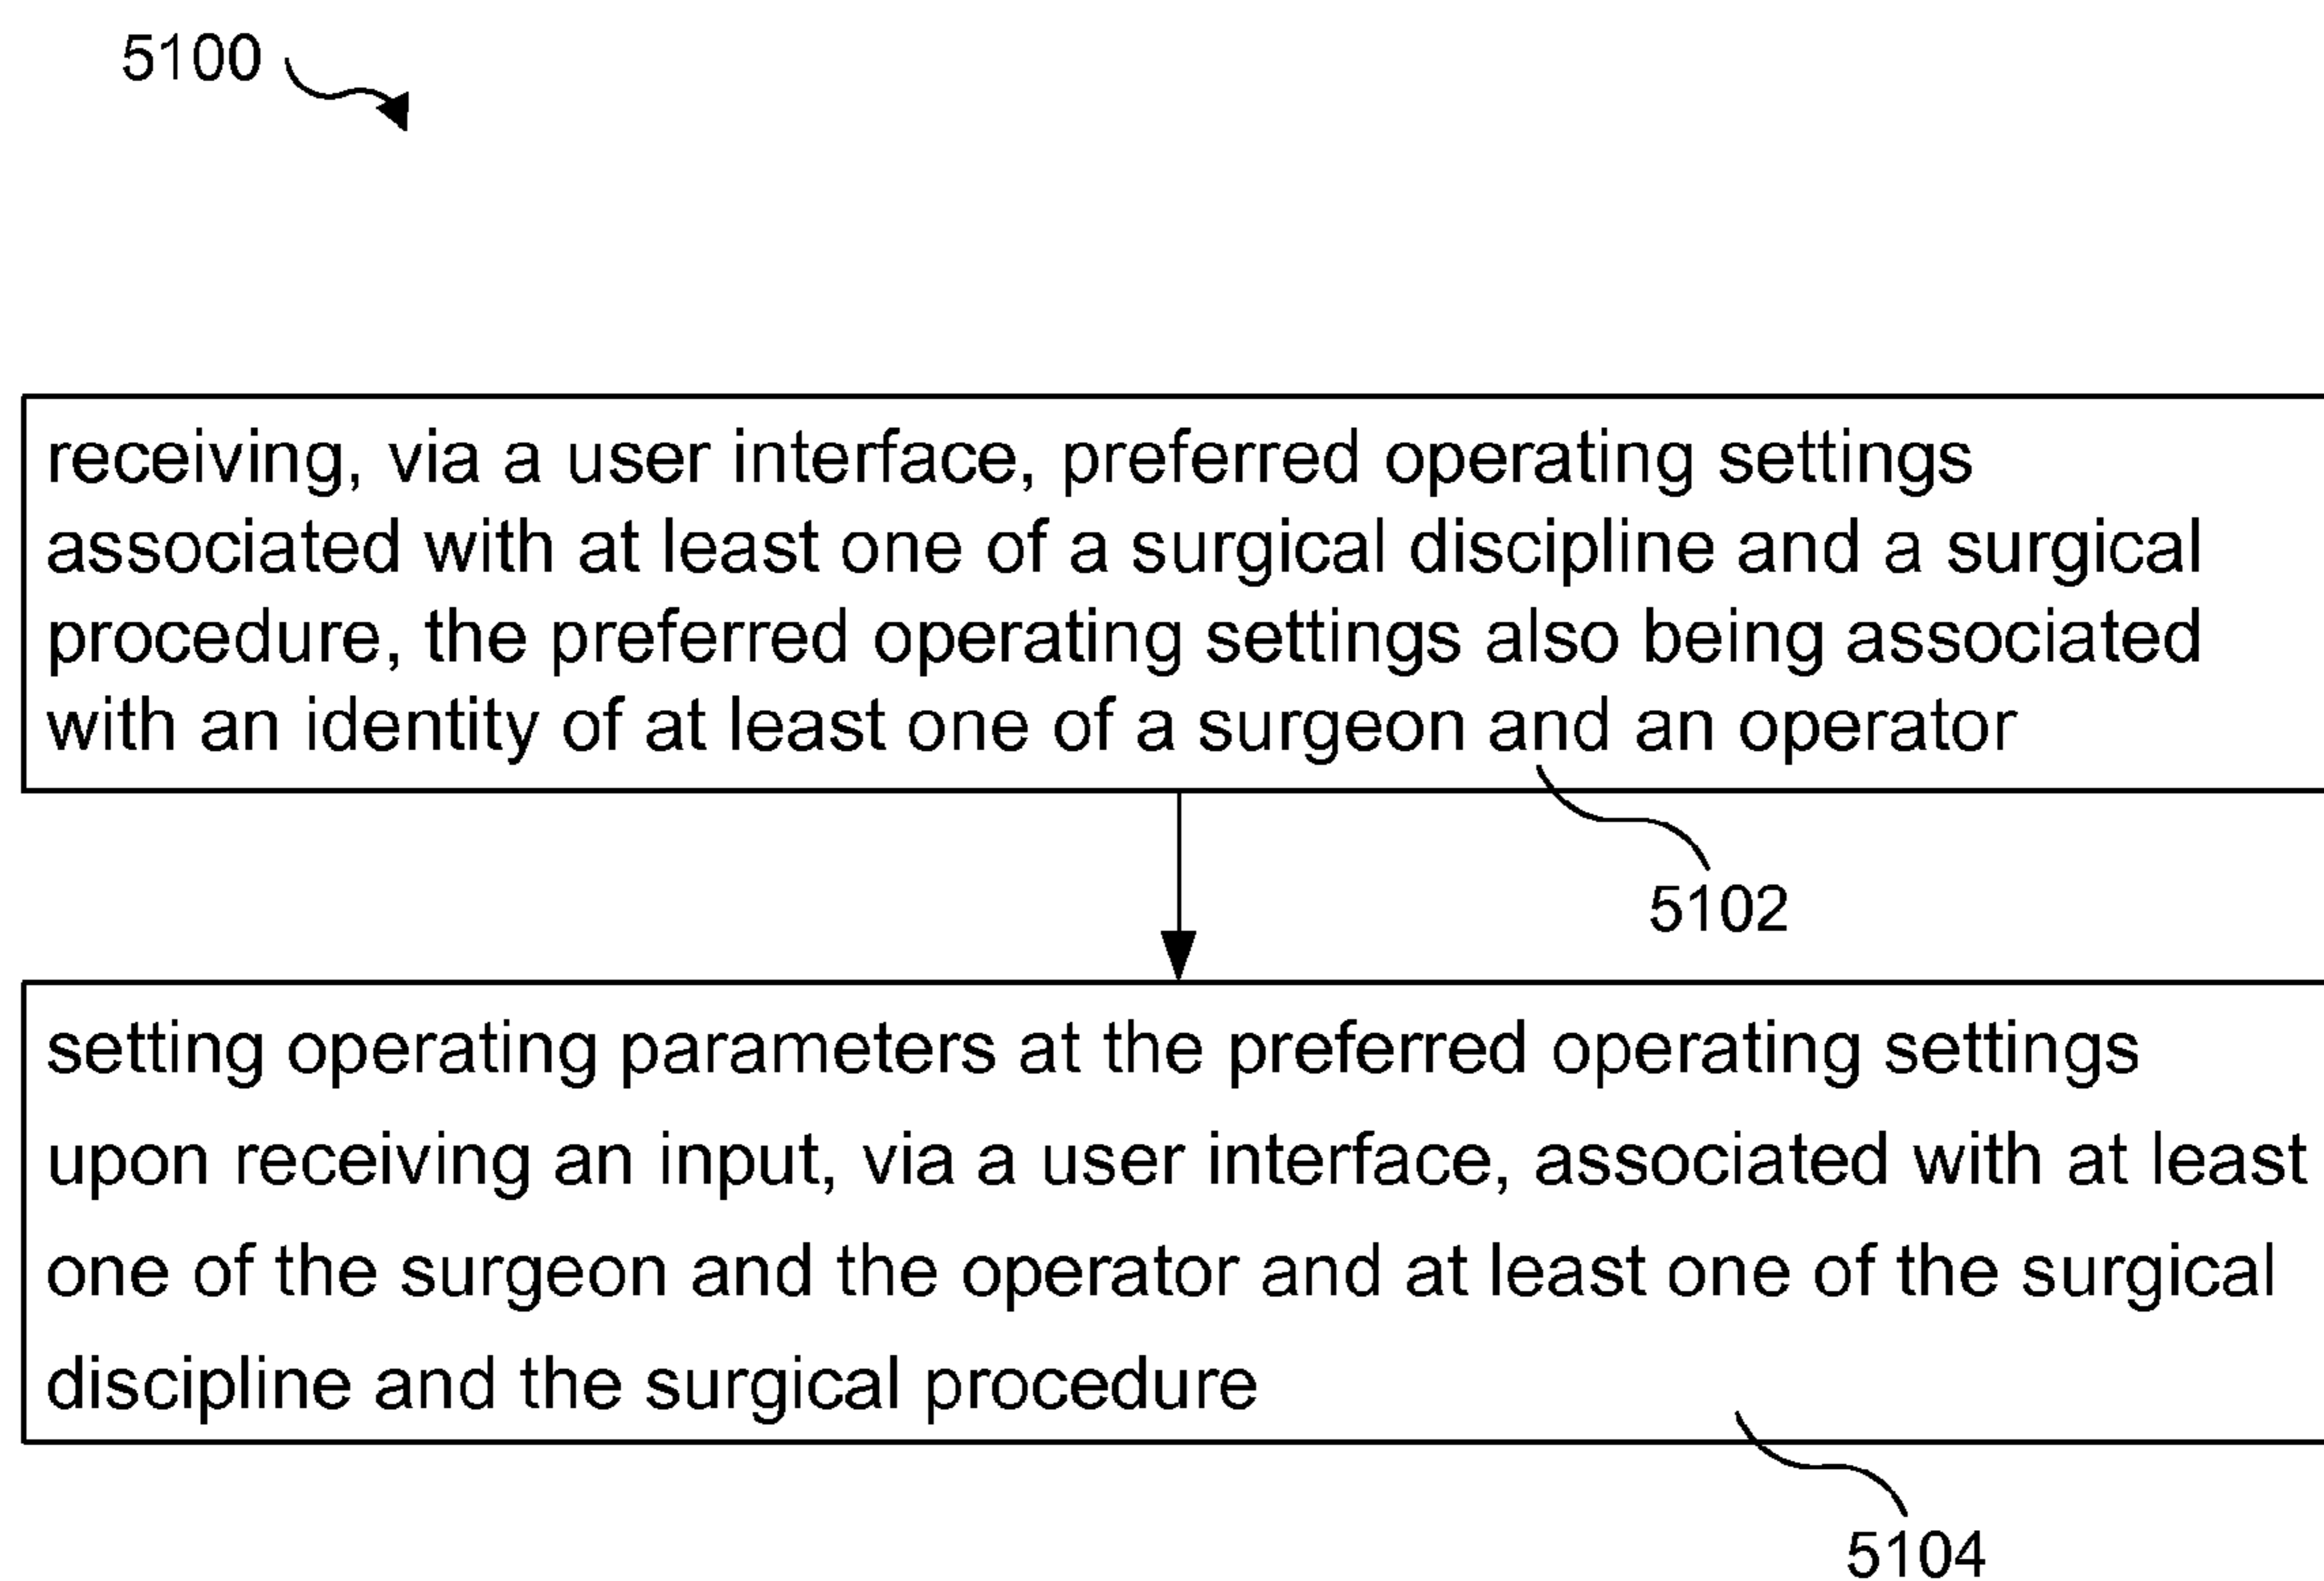 5100
receiving, via a user interface, preferred operating settings
associated with at least one of a surgical discipline and a surgical
procedure, the preferred operating settings also being associated
with an identity of at least one of a surgeon and an operator
5102
setting operating parameters at the preferred operating settings
upon receiving an input, via a user interface, associated with at least
one of the surgeon and the operator and at least one of the surgical
discipline and the surgical procedure
5104